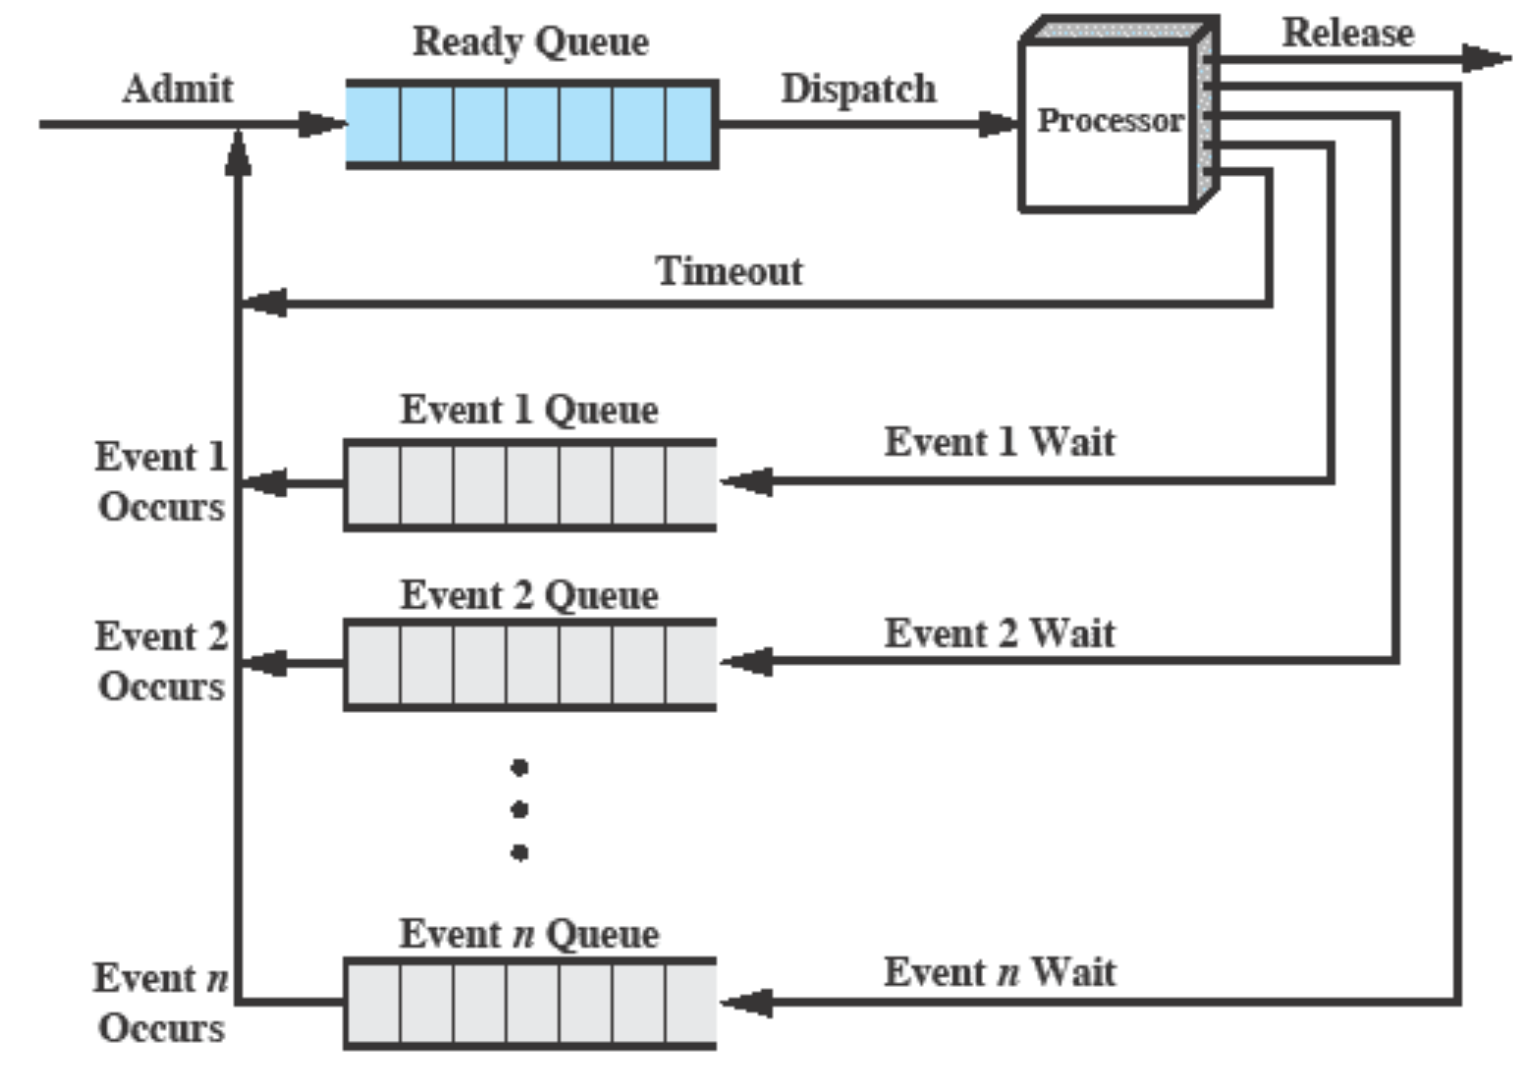 Ready Queue
Release
Admit
Dispatch
Processor
Timeout
Event 1 Queue
Event 1
Occurs
Event 1 Wait
Event 2 Queue
Event 2
Occurs
Event 2 Wait
Event n Queue
Event n
Occurs
Event n Wait